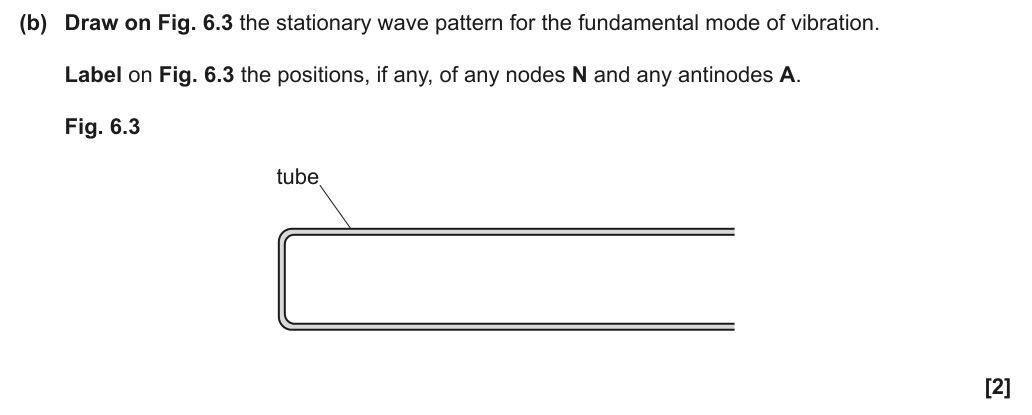 (b) Draw on Fig. 6.3 the stationary wave pattern for the fundamental mode of vibration.
Label on Fig. 6.3 the positions, if any, of any nodes N and any antinodes A.
Fig. 6.3
tube
[2]